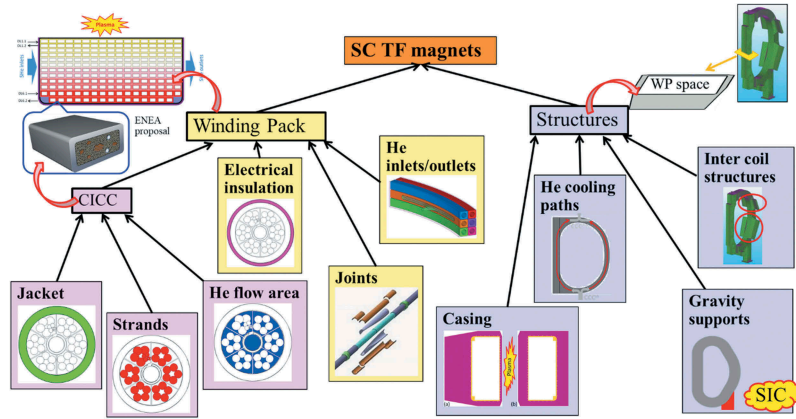 Plasma
SC TF magnets
WP space
ENEA
proposal
Winding Pack
Structures
Electrical
insulation
He
inlets/outlets
He cooling
paths
Inter coil
structures
CICC
Jacket
Strands
He flow area
Joints
Casing
Plasma
(a)
(b)
Gravity
supports
SIC